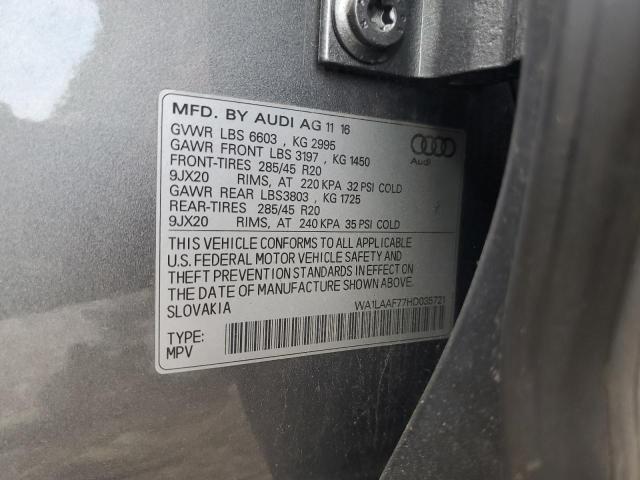 MFD. BY AUDI AG 11 16
GVWR LBS 6603 , KG 2995
GAWR FRONT LBS 3197 , KG 1450
FRONT-TIRES 285/45 R20
9JX20 RIMS, AT 220 KPA 32 PSI COLD
GAWR REAR LBS3803 , KG 1725
REAR-TIRES 285/45 R20
9JX20 RIMS, AT 240 KPA 35 PSI COLD
Audi
THIS VEHICLE CONFORMS TO ALL APPLICABLE
U.S. FEDERAL MOTOR VEHICLE SAFETY AND
THEFT PREVENTION STANDARDS IN EFFECT ON
THE DATE OF MANUFACTURE SHOWN ABOVE.
SLOVAKIA
WA1LAAF77HD035721
TYPE:
MPV